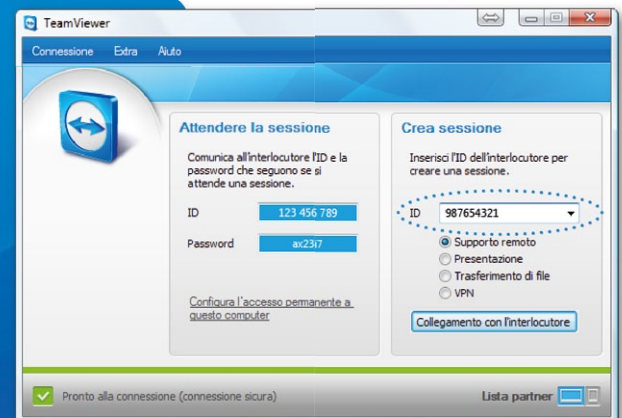 TeamViewer
Connessione Extra Aiuto
Attendere la sessione
Comunica all'interlocutore l'ID e la
password che seguono se si
attende una sessione.
ID 123 456 789
Password ax23i7
Configura l'accesso permanente a
questo computer
Crea sessione
Inserisci l'ID dell'interlocutore per
creare una sessione.
ID 987654321
Supporto remoto
Presentazione
Trasferimento di file
VPN
Collegamento con l'interlocutore
Pronto alla connessione (connessione sicura)
Lista partner